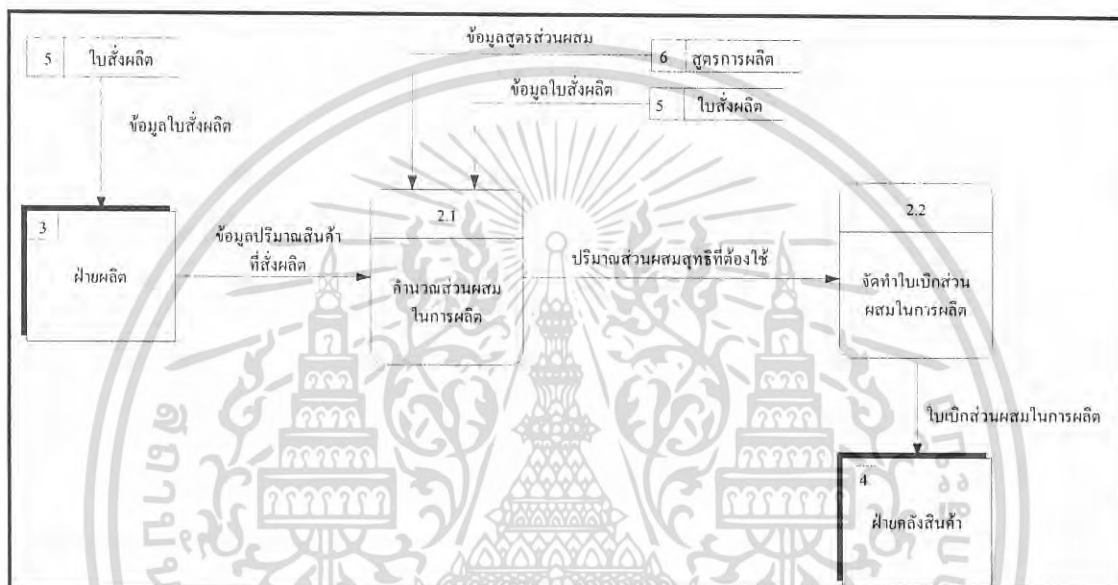 ข้อมูลสูตรส่วนผสม
5 ใบสั่งผลิต
6 สูตรการผลิต
ข้อมูลใบสั่งผลิต
5 ใบสั่งผลิต
ข้อมูลใบสั่งผลิต
3
ฝ่ายผลิต
ข้อมูลปริมาณสินค้า
ที่สั่งผลิต
2.1
คำนวณส่วนผสม
ในการผลิต
ปริมาณส่วนผสมสุทธิที่ต้องใช้
2.2
จัดทำใบเบิกส่วน
ผสมในการผลิต
ใบเบิกส่วนผสมในการผลิต
4
ฝ่ายคลังสินค้า